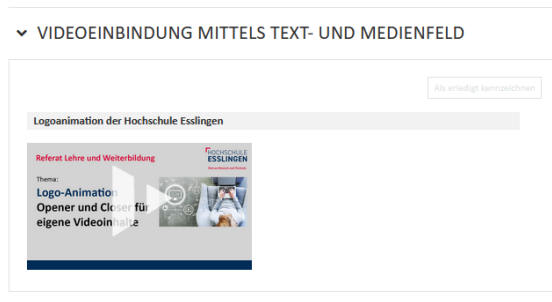 VIDEOEINBINDUNG MITTELS TEXT- UND MEDIENFELD
Als erledigt kennzeichnen
Logoanimation der Hochschule Esslingen
Referat Lehre und Weiterbildung
HOCHSCHULE
ESSLINGEN
Thema:
Logo-Animation
Opener und Closer für
eigene Videoinhalte